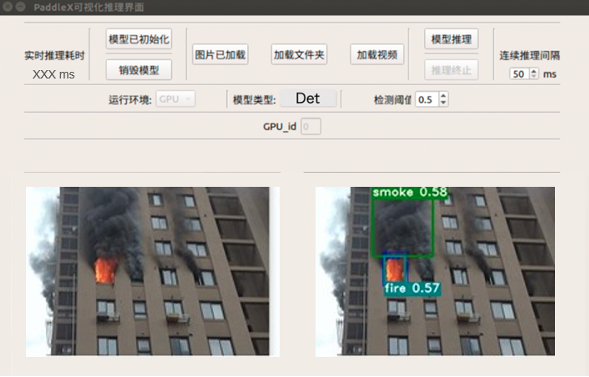 PaddleX可视化推理界面
实时推理耗时
XXX ms
模型已初始化
销毁模型
图片已加载
加载文件夹
加载视频
模型推理
推理终止
连续推理间隔
50 ms
运行环境: GPU
模型类型: Det
检测阈值 0.5
GPU_id 0
smoke 0.58
fire 0.57